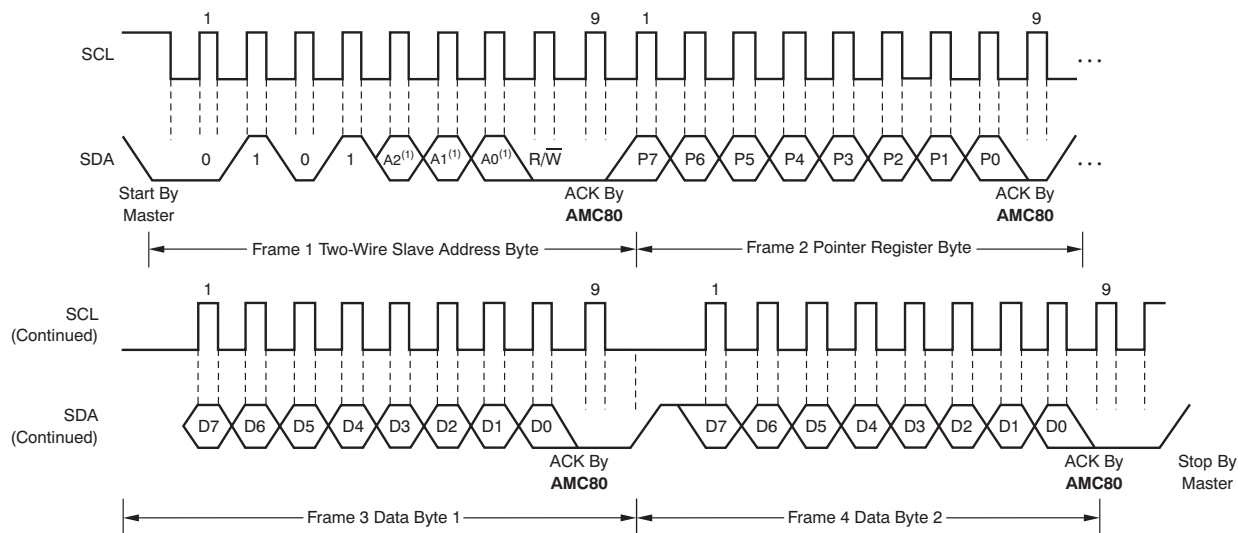 1 9 1 9
SCL ...
SDA 0 1 0 1 A2(1) A1(1) A0(1) R/W̅ P7 P6 P5 P4 P3 P2 P1 P0 ...
Start By
Master
ACK By
AMC80
ACK By
AMC80
Frame 1 Two-Wire Slave Address Byte Frame 2 Pointer Register Byte
1 9 1 9
SCL
(Continued)
SDA
(Continued)
D7 D6 D5 D4 D3 D2 D1 D0 D7 D6 D5 D4 D3 D2 D1 D0
ACK By
AMC80
ACK By
AMC80
Stop By
Master
Frame 3 Data Byte 1 Frame 4 Data Byte 2